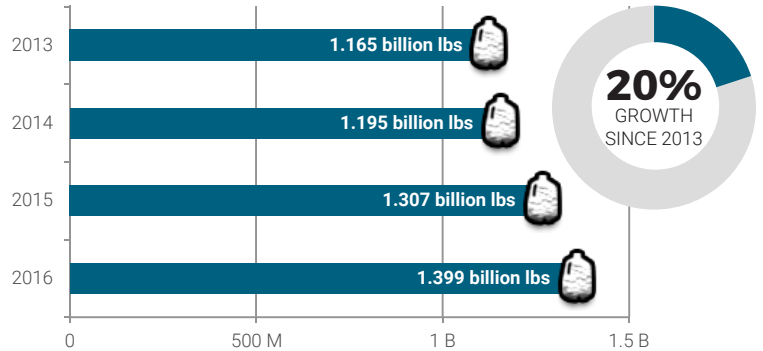 2013
1.165 billion lbs
20%
GROWTH
SINCE 2013
2014
1.195 billion lbs
2015
1.307 billion lbs
2016
1.399 billion lbs
0
500 M
1 B
1.5 B